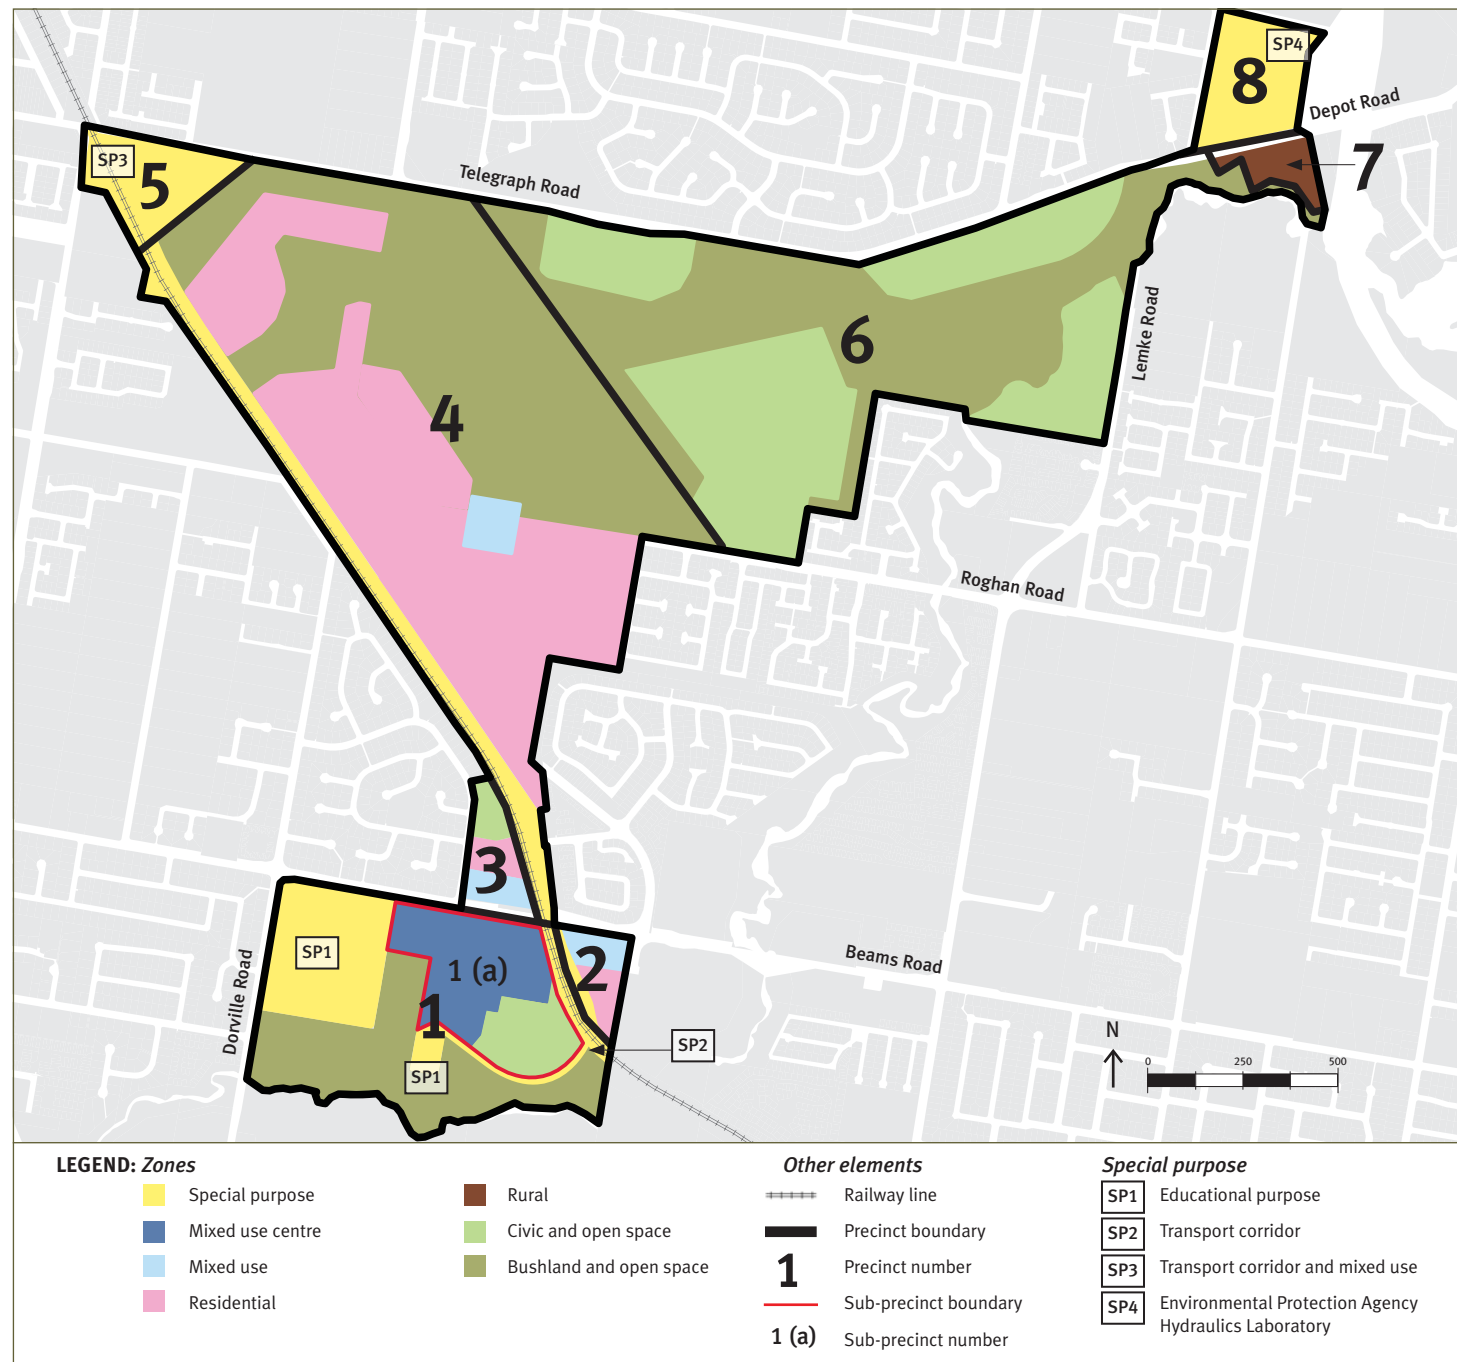 SP4
8
Depot Road
7
SP3
5
Telegraph Road
6
Lemke Road
4
Roghan Road
3
SP1
1 (a)
2
Beams Road
1
Dorville Road
SP1
SP2
N
0 250 500
LEGEND: Zones
Special purpose
Mixed use centre
Mixed use
Residential
Rural
Civic and open space
Bushland and open space
Other elements
Railway line
Precinct boundary
1 Precinct number
Sub-precinct boundary
1 (a) Sub-precinct number
Special purpose
SP1 Educational purpose
SP2 Transport corridor
SP3 Transport corridor and mixed use
SP4 Environmental Protection Agency
Hydraulics Laboratory